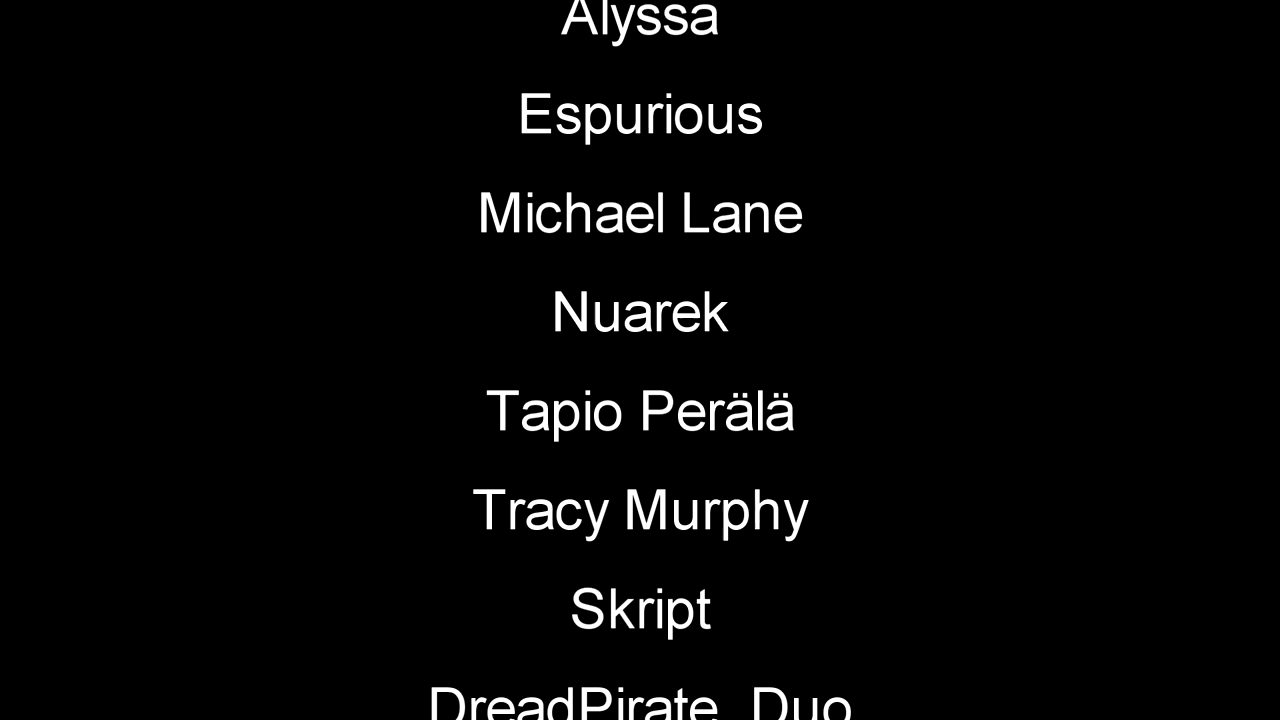 Alyssa
Espurious
Michael Lane
Nuarek
Tapio Perälä
Tracy Murphy
Skript
DreadPirate_Duo